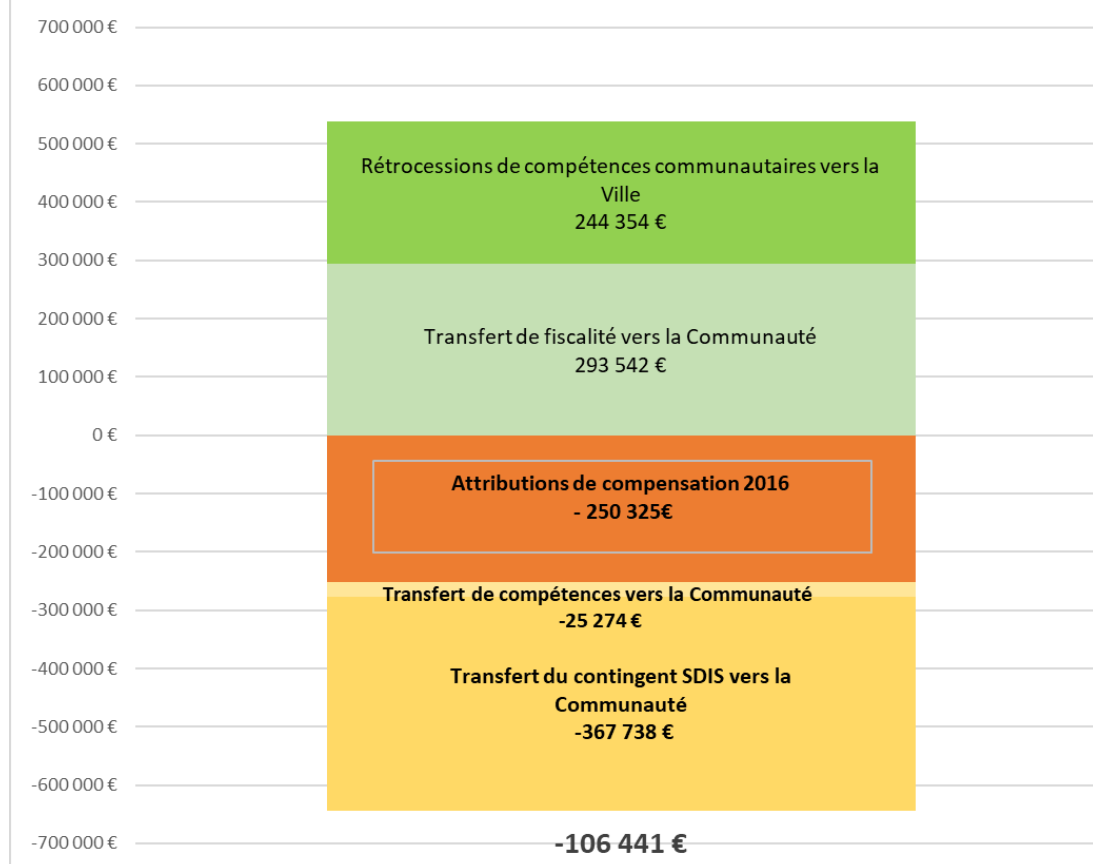 700 000 €
600 000 €
500 000 €
400 000 €
300 000 €
200 000 €
100 000 €
0 €
-100 000 €
-200 000 €
-300 000 €
-400 000 €
-500 000 €
-600 000 €
-700 000 €
Rétrocessions de compétences communautaires vers la
Ville
244 354 €
Transfert de fiscalité vers la Communauté
293 542 €
Attributions de compensation 2016
- 250 325€
Transfert de compétences vers la Communauté
-25 274 €
Transfert du contingent SDIS vers la
Communauté
-367 738 €
-106 441 €